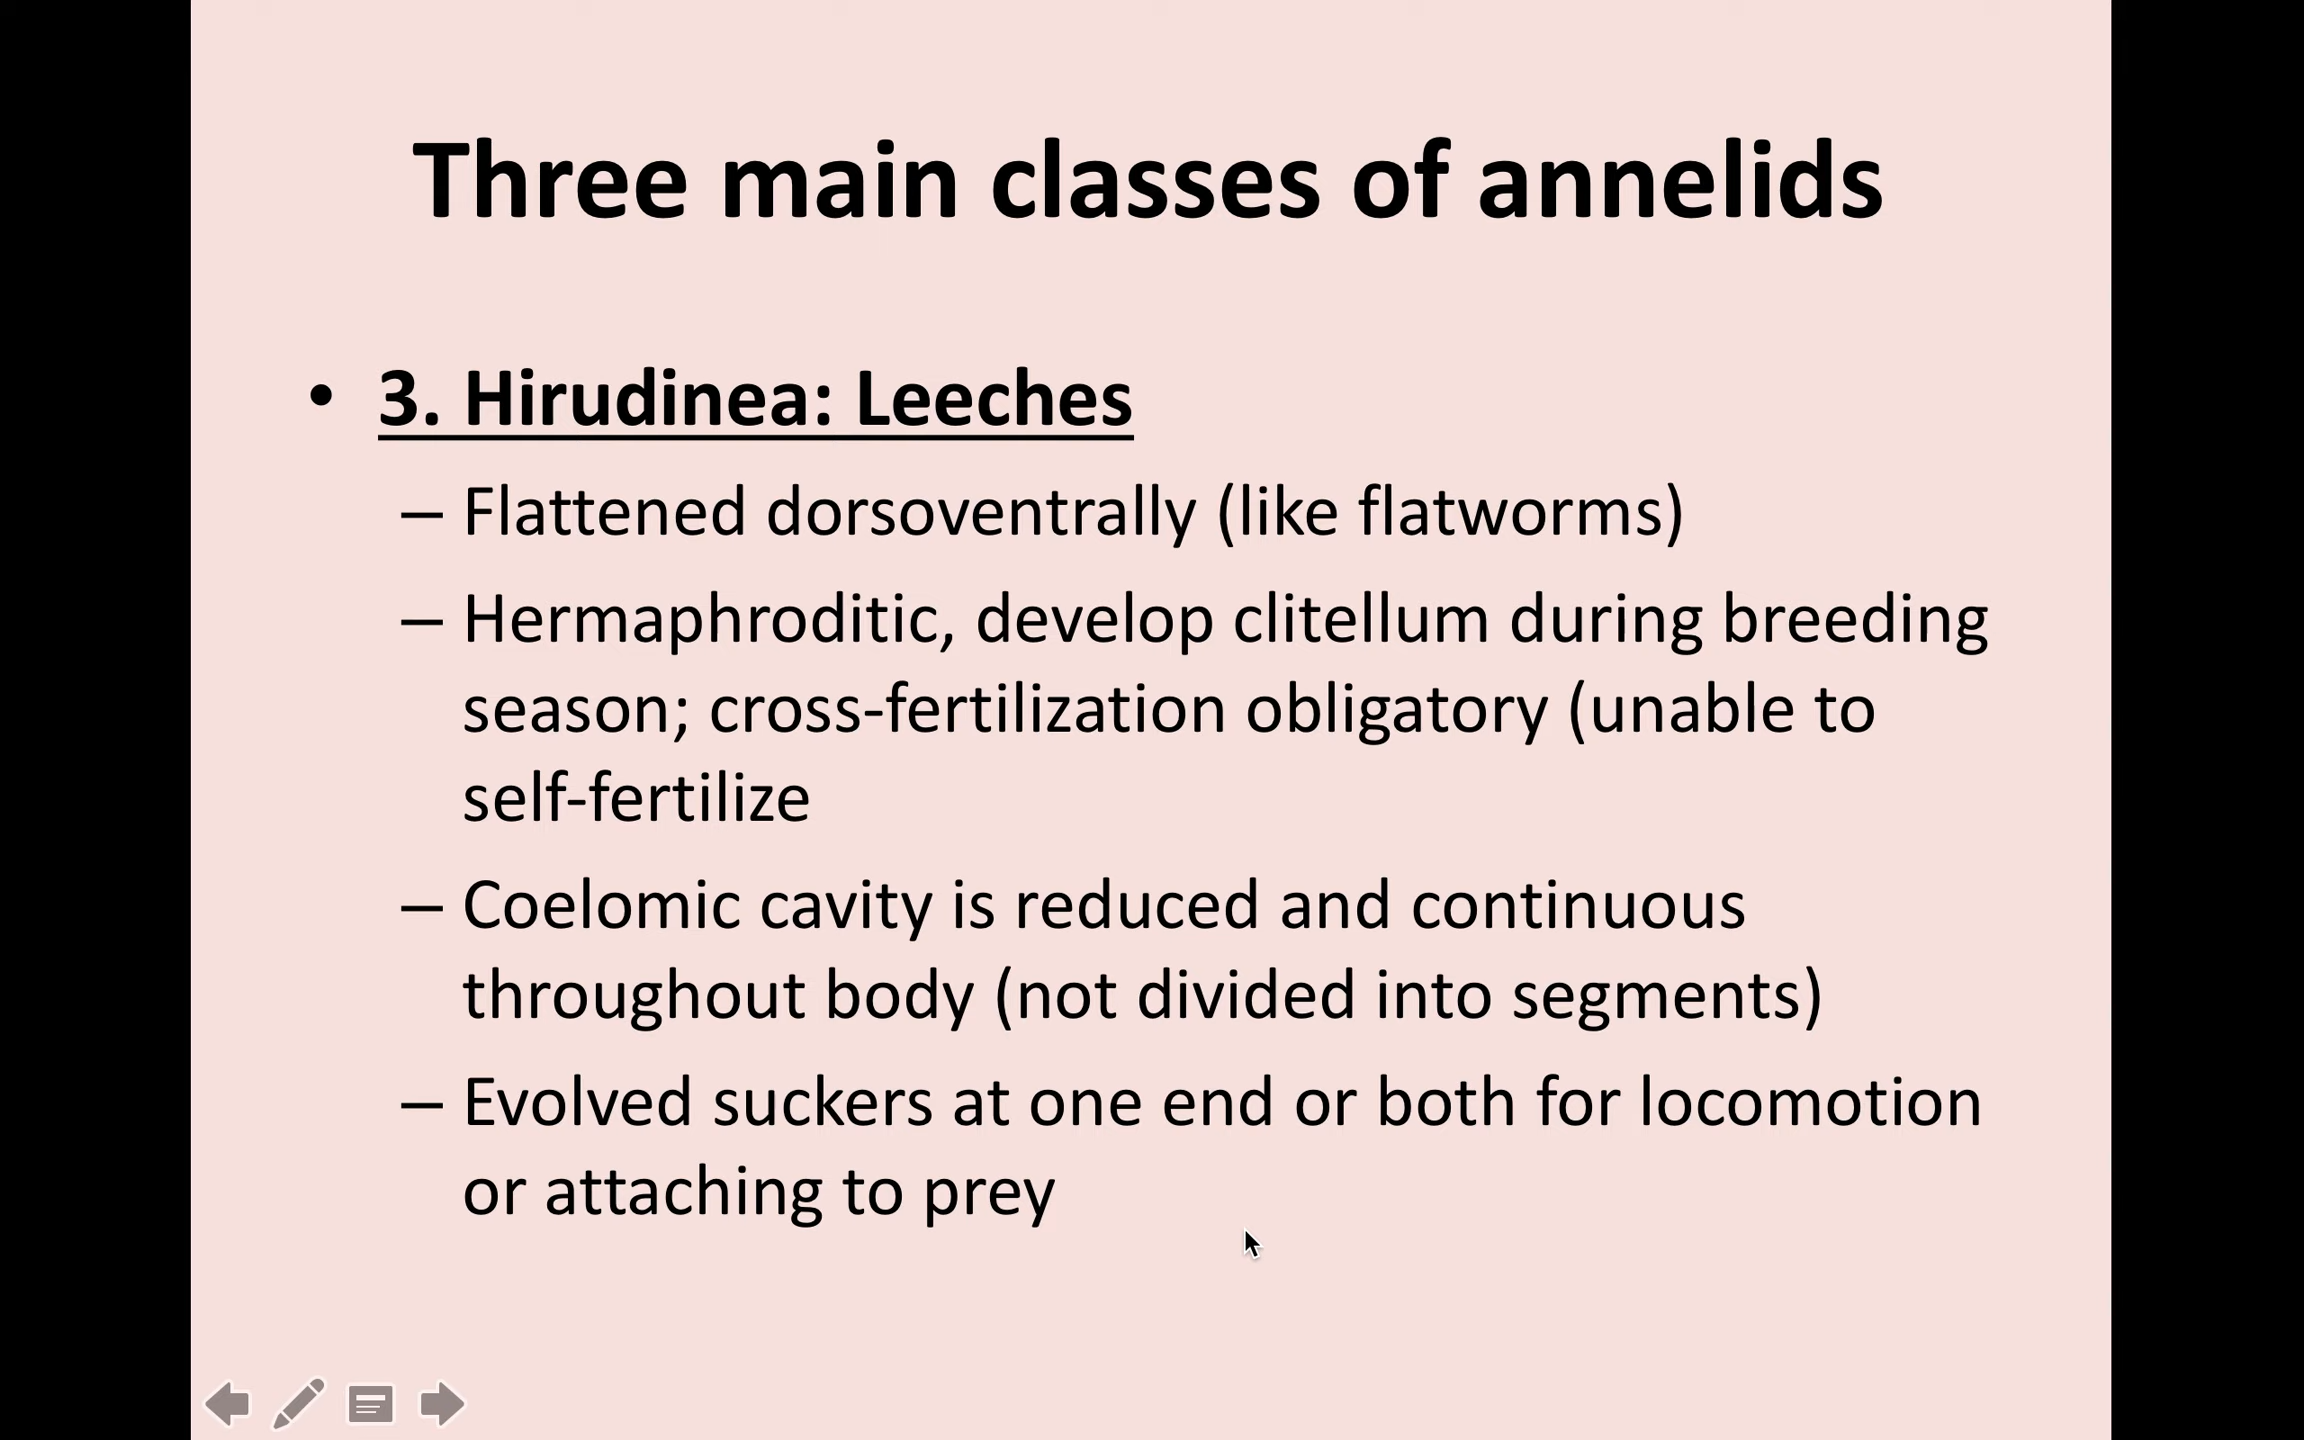 Three main classes of annelids
• 3. Hirudinea: Leeches
– Flattened dorsoventrally (like flatworms)
– Hermaphroditic, develop clitellum during breeding
season; cross-fertilization obligatory (unable to
self-fertilize
– Coelomic cavity is reduced and continuous
throughout body (not divided into segments)
– Evolved suckers at one end or both for locomotion
or attaching to prey